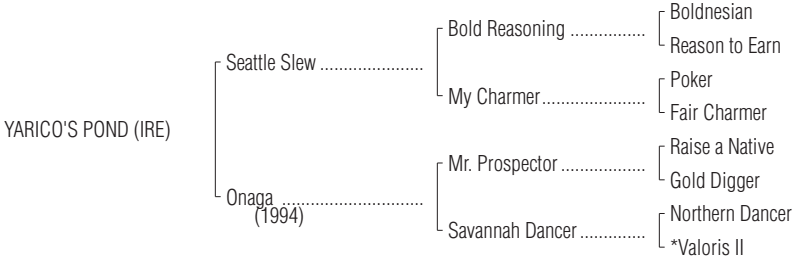 Boldnesian
Bold Reasoning ................
Reason to Earn
Seattle Slew ......................
Poker
My Charmer......................
Fair Charmer
YARICO'S POND (IRE)
Raise a Native
Mr. Prospector ..................
Gold Digger
Onaga ..............................
(1994)
Northern Dancer
Savannah Dancer ..............
*Valoris II